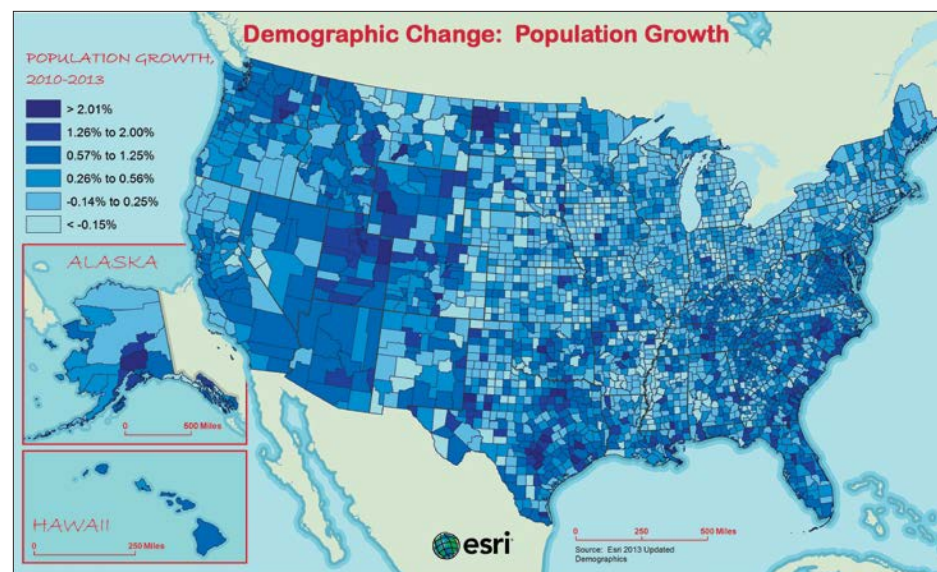 Demographic Change: Population Growth
POPULATION GROWTH,
2010-2013
> 2.01%
1.26% to 2.00%
0.57% to 1.25%
0.26% to 0.56%
-0.14% to 0.25%
< -0.15%
ALASKA
0 500 Miles
HAWAII
0 250 Miles
esri
0 250 500 Miles
Source: Esri 2013 Updated
Demographics